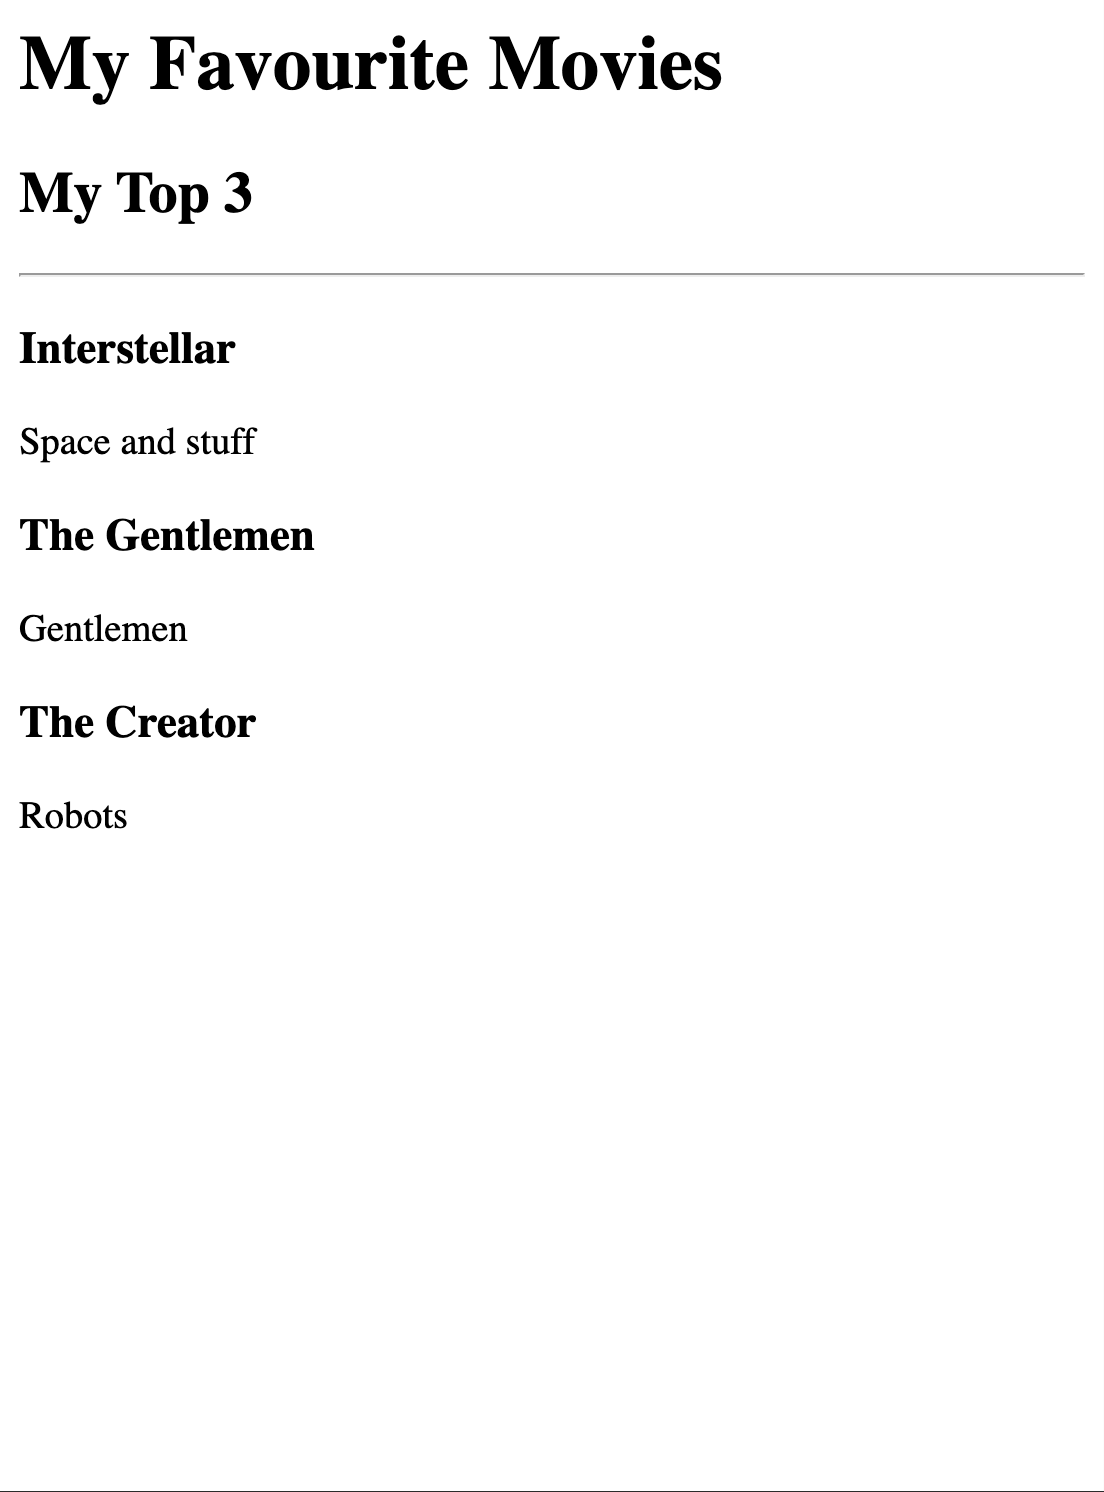 My Favourite Movies
My Top 3
Interstellar
Space and stuff
The Gentlemen
Gentlemen
The Creator
Robots